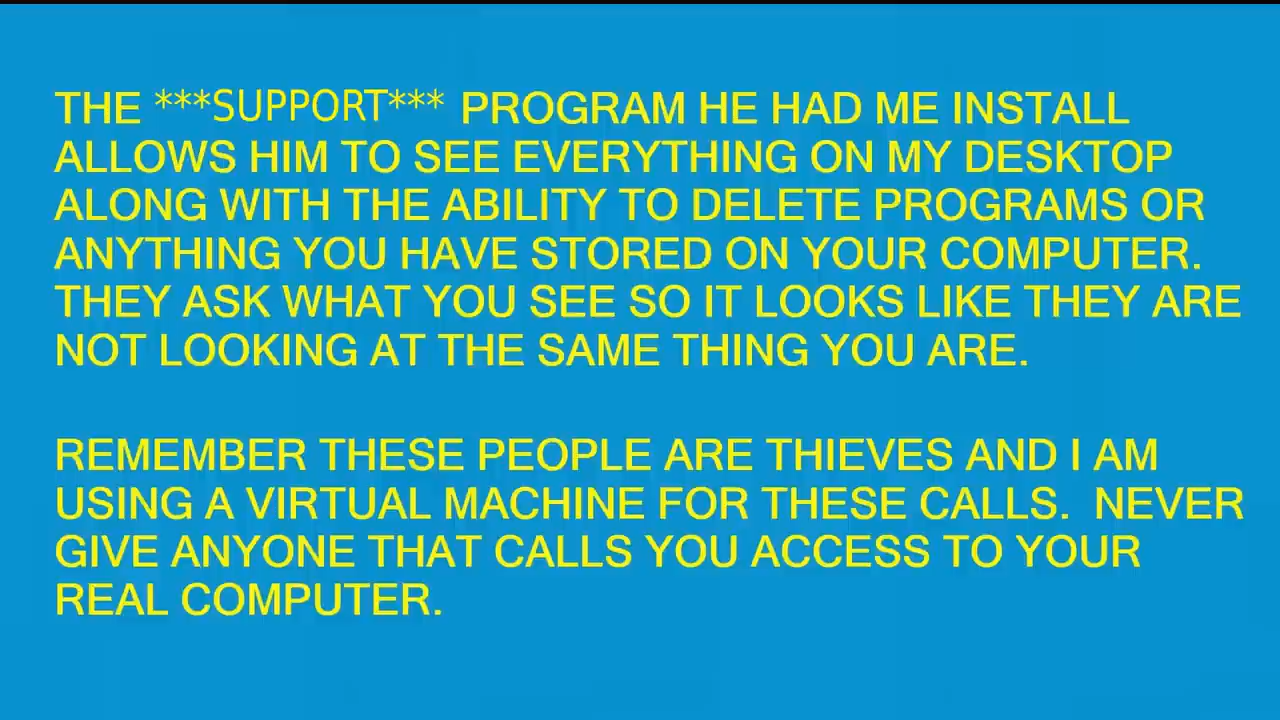 THE ***SUPPORT*** PROGRAM HE HAD ME INSTALL
ALLOWS HIM TO SEE EVERYTHING ON MY DESKTOP
ALONG WITH THE ABILITY TO DELETE PROGRAMS OR
ANYTHING YOU HAVE STORED ON YOUR COMPUTER.
THEY ASK WHAT YOU SEE SO IT LOOKS LIKE THEY ARE
NOT LOOKING AT THE SAME THING YOU ARE.
REMEMBER THESE PEOPLE ARE THIEVES AND I AM
USING A VIRTUAL MACHINE FOR THESE CALLS.  NEVER
GIVE ANYONE THAT CALLS YOU ACCESS TO YOUR
REAL COMPUTER.